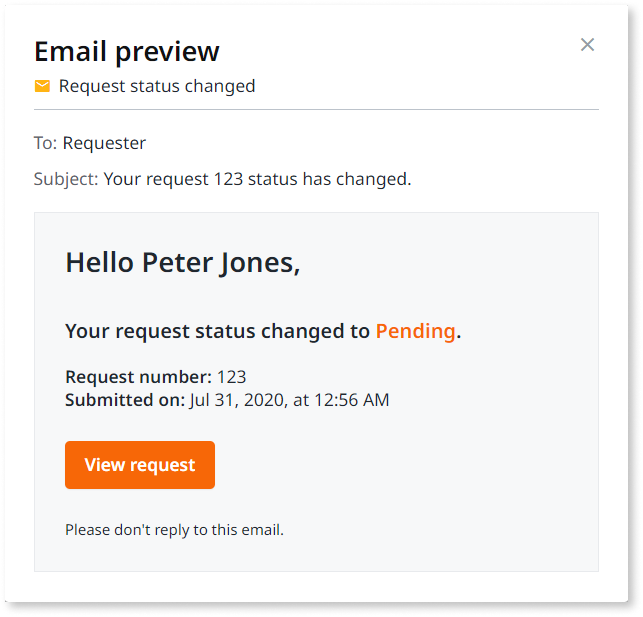 Email preview
Request status changed
To: Requester
Subject: Your request 123 status has changed.
Hello Peter Jones,
Your request status changed to Pending.
Request number: 123
Submitted on: Jul 31, 2020, at 12:56 AM
View request
Please don't reply to this email.